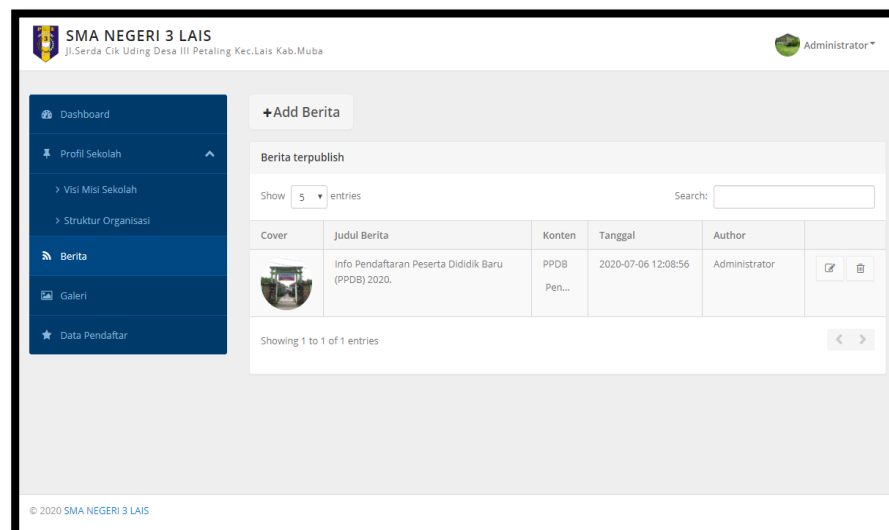 SMA NEGERI 3 LAIS
Jl.Serda Cik Uding Desa III Petaling Kec.Lais Kab.Muba
Administrator
Dashboard
Profil Sekolah
> Visi Misi Sekolah
> Struktur Organisasi
Berita
Galeri
Data Pendaftar
+Add Berita
Berita terpublish
Show 5 entries
Search:
Cover Judul Berita Konten Tanggal Author
Info Pendaftaran Peserta Dididik Baru PPDB 2020-07-06 12:08:56 Administrator
(PPDB) 2020. Pen...
Showing 1 to 1 of 1 entries
© 2020 SMA NEGERI 3 LAIS